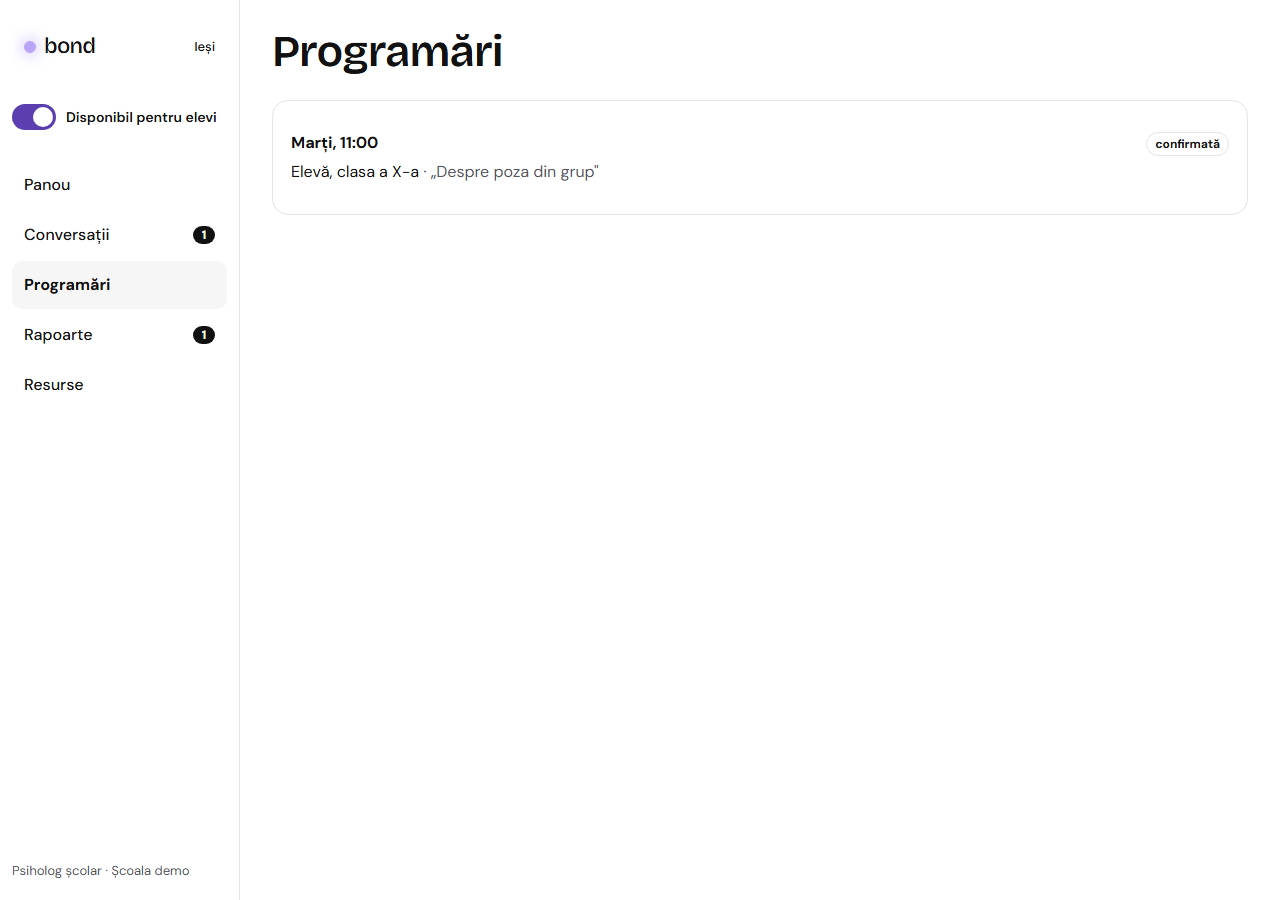 bond
Ieși
Disponibil pentru elevi
Panou
Conversații 1
Programări
Rapoarte 1
Resurse
Psiholog școlar · Școala demo
Programări
Marți, 11:00
confirmată
Elevă, clasa a X-a · „Despre poza din grup"